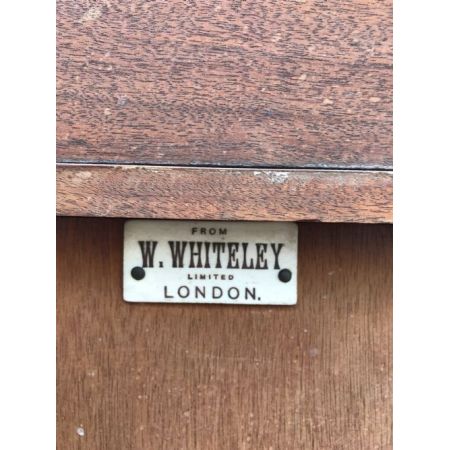 FROM
W. WHITELEY
LIMITED
LONDON.